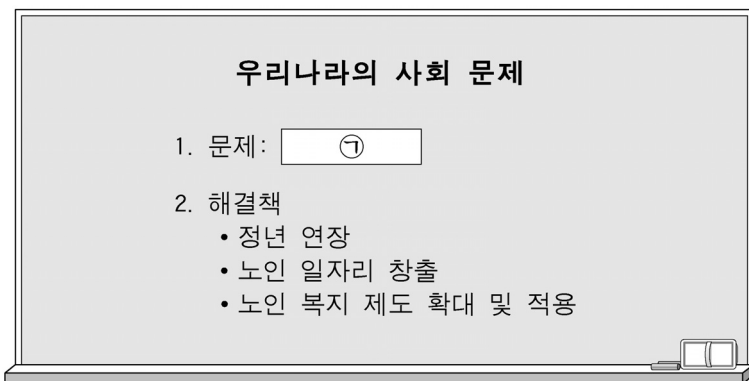 우리나라의 사회 문제
1. 문제: ㉠
2. 해결책
• 정년 연장
• 노인 일자리 창출
• 노인 복지 제도 확대 및 적용